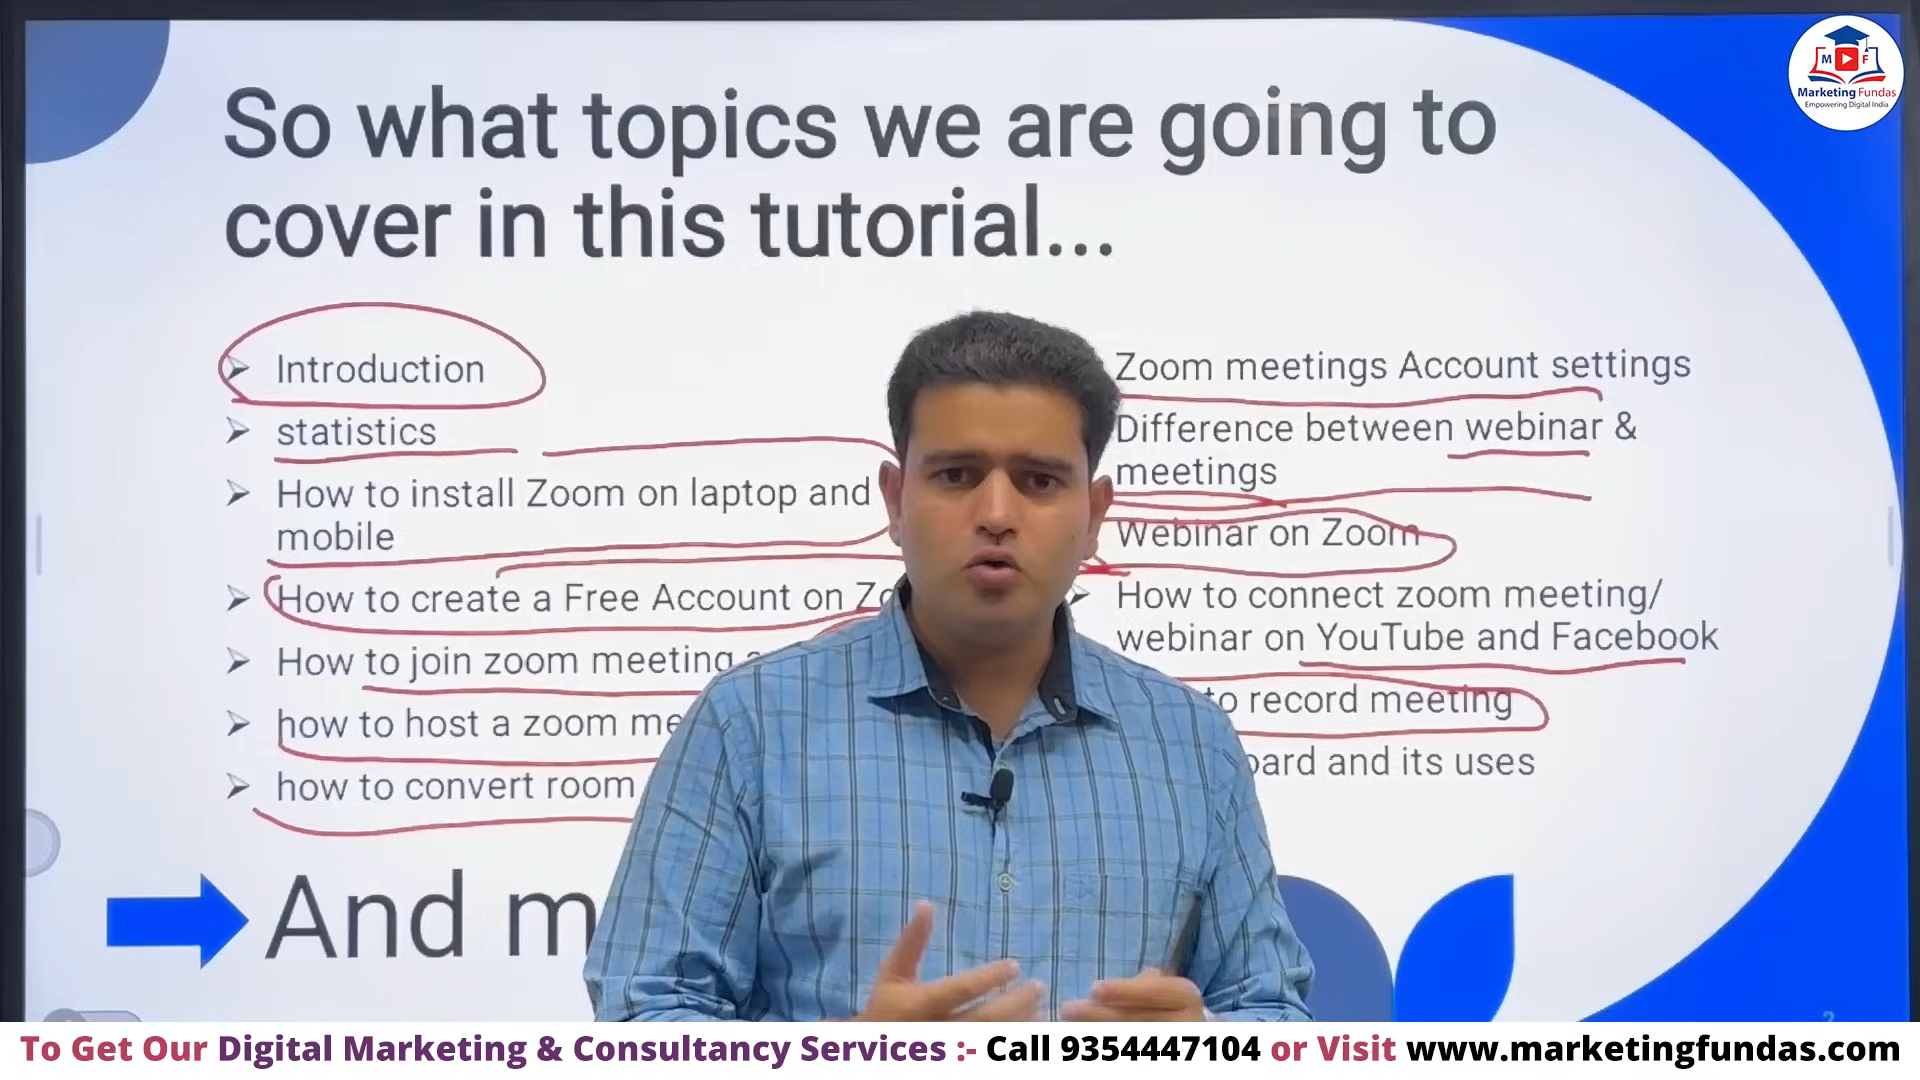 So what topics we are going to
cover in this tutorial...
Introduction
statistics
How to install Zoom on laptop and
mobile
How to create a Free Account on
How to join zoom meeting
how to host a zoom
how to convert room
And
Zoom meetings Account settings
Difference between webinar &
meetings
Webinar on Zoom
How to connect zoom meeting/
webinar on YouTube and Facebook
record meeting
and its uses
2
M F
Marketing Fundas
Empowering Digital India
To Get Our Digital Marketing & Consultancy Services :- Call 9354447104 or Visit www.marketingfundas.com